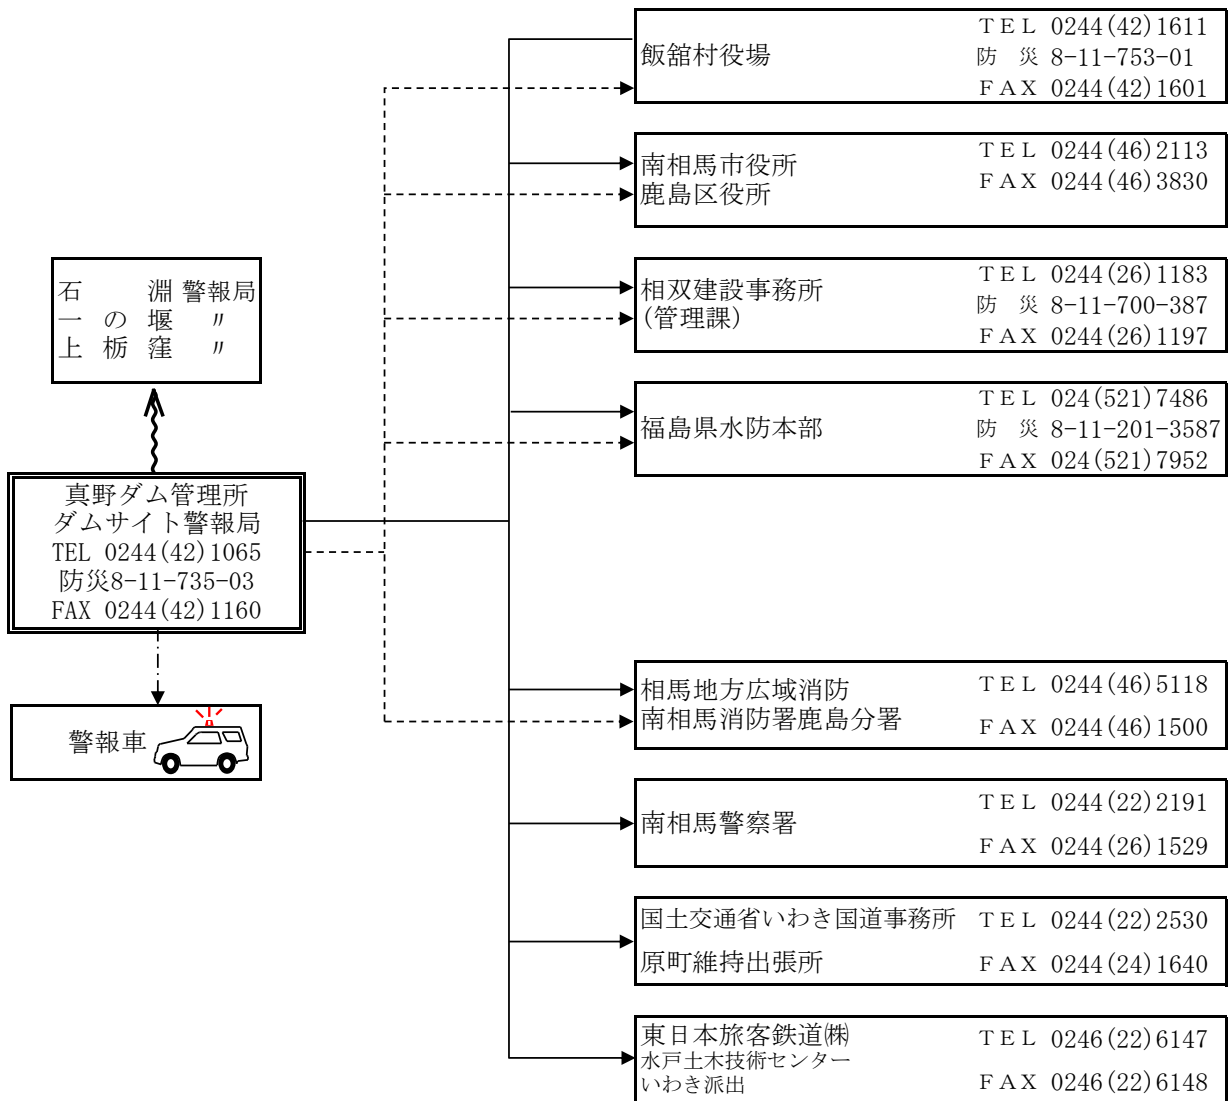 飯舘村役場
ＴＥＬ 0244(42)1611
防　災 8-11-753-01
ＦＡＸ 0244(42)1601
南相馬市役所
鹿島区役所
ＴＥＬ 0244(46)2113
ＦＡＸ 0244(46)3830
石　　淵 警報局
一　の　堰　〃
上　栃　窪　〃
相双建設事務所
(管理課)
ＴＥＬ 0244(26)1183
防　災 8-11-700-387
ＦＡＸ 0244(26)1197
福島県水防本部
ＴＥＬ 024(521)7486
防　災 8-11-201-3587
ＦＡＸ 024(521)7952
真野ダム管理所
ダムサイト警報局
TEL 0244(42)1065
防災8-11-735-03
FAX 0244(42)1160
警報車
相馬地方広域消防
南相馬消防署鹿島分署
ＴＥＬ 0244(46)5118
ＦＡＸ 0244(46)1500
南相馬警察署
ＴＥＬ 0244(22)2191
ＦＡＸ 0244(26)1529
国土交通省いわき国道事務所
原町維持出張所
ＴＥＬ 0244(22)2530
ＦＡＸ 0244(24)1640
東日本旅客鉄道㈱
水戸土木技術センター
いわき派出
ＴＥＬ 0246(22)6147
ＦＡＸ 0246(22)6148